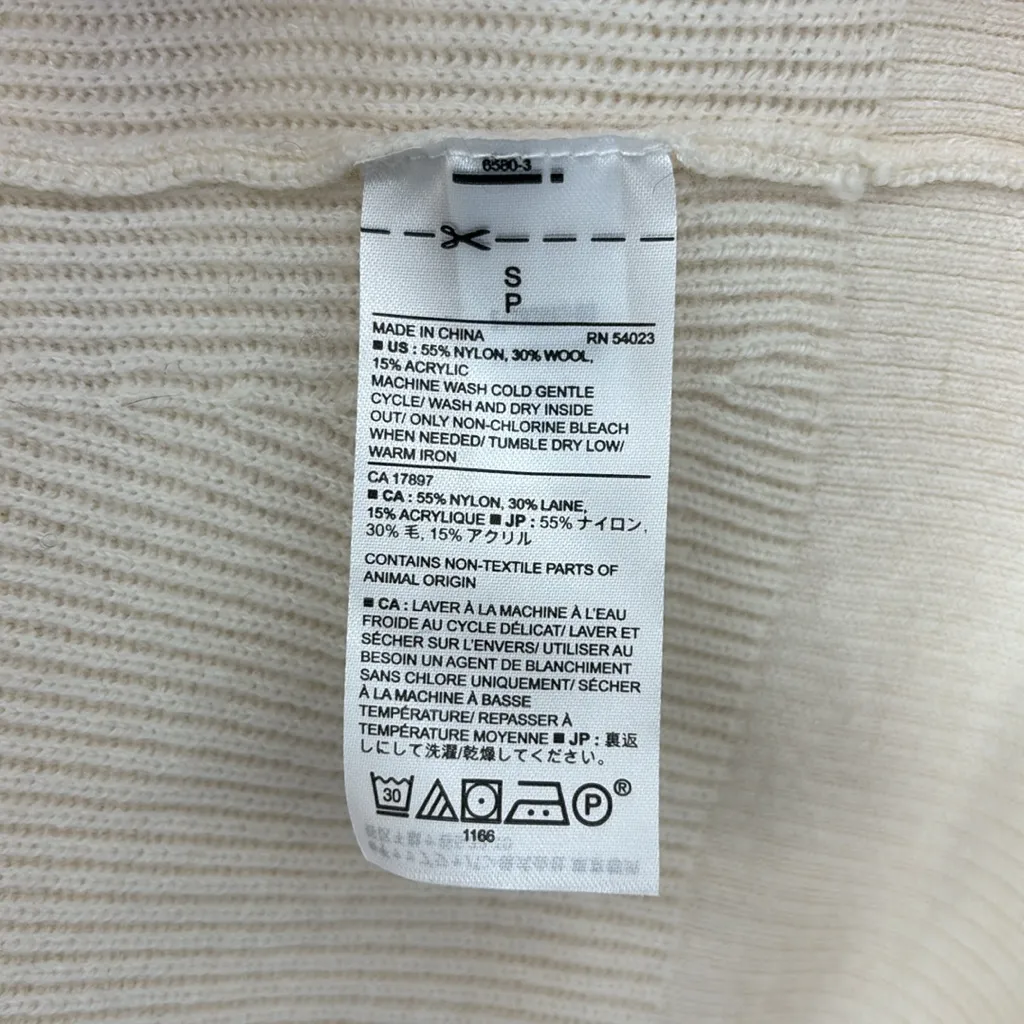 6580-3
S
P
MADE IN CHINA RN 54023
■ US : 55% NYLON, 30% WOOL,
15% ACRYLIC
MACHINE WASH COLD GENTLE
CYCLE/ WASH AND DRY INSIDE
OUT/ ONLY NON-CHLORINE BLEACH
WHEN NEEDED/ TUMBLE DRY LOW/
WARM IRON
CA 17897
■ CA : 55% NYLON, 30% LAINE,
15% ACRYLIQUE ■ JP : 55% ナイロン,
30% 毛, 15% アクリル
CONTAINS NON-TEXTILE PARTS OF
ANIMAL ORIGIN
■ CA : LAVER À LA MACHINE À L'EAU
FROIDE AU CYCLE DÉLICAT/ LAVER ET
SÉCHER SUR L'ENVERS/ UTILISER AU
BESOIN UN AGENT DE BLANCHIMENT
SANS CHLORE UNIQUEMENT/ SÉCHER
À LA MACHINE À BASSE
TEMPÉRATURE/ REPASSER À
TEMPÉRATURE MOYENNE ■ JP : 裏返
しにして洗濯/乾燥してください。
30 P ®
1166